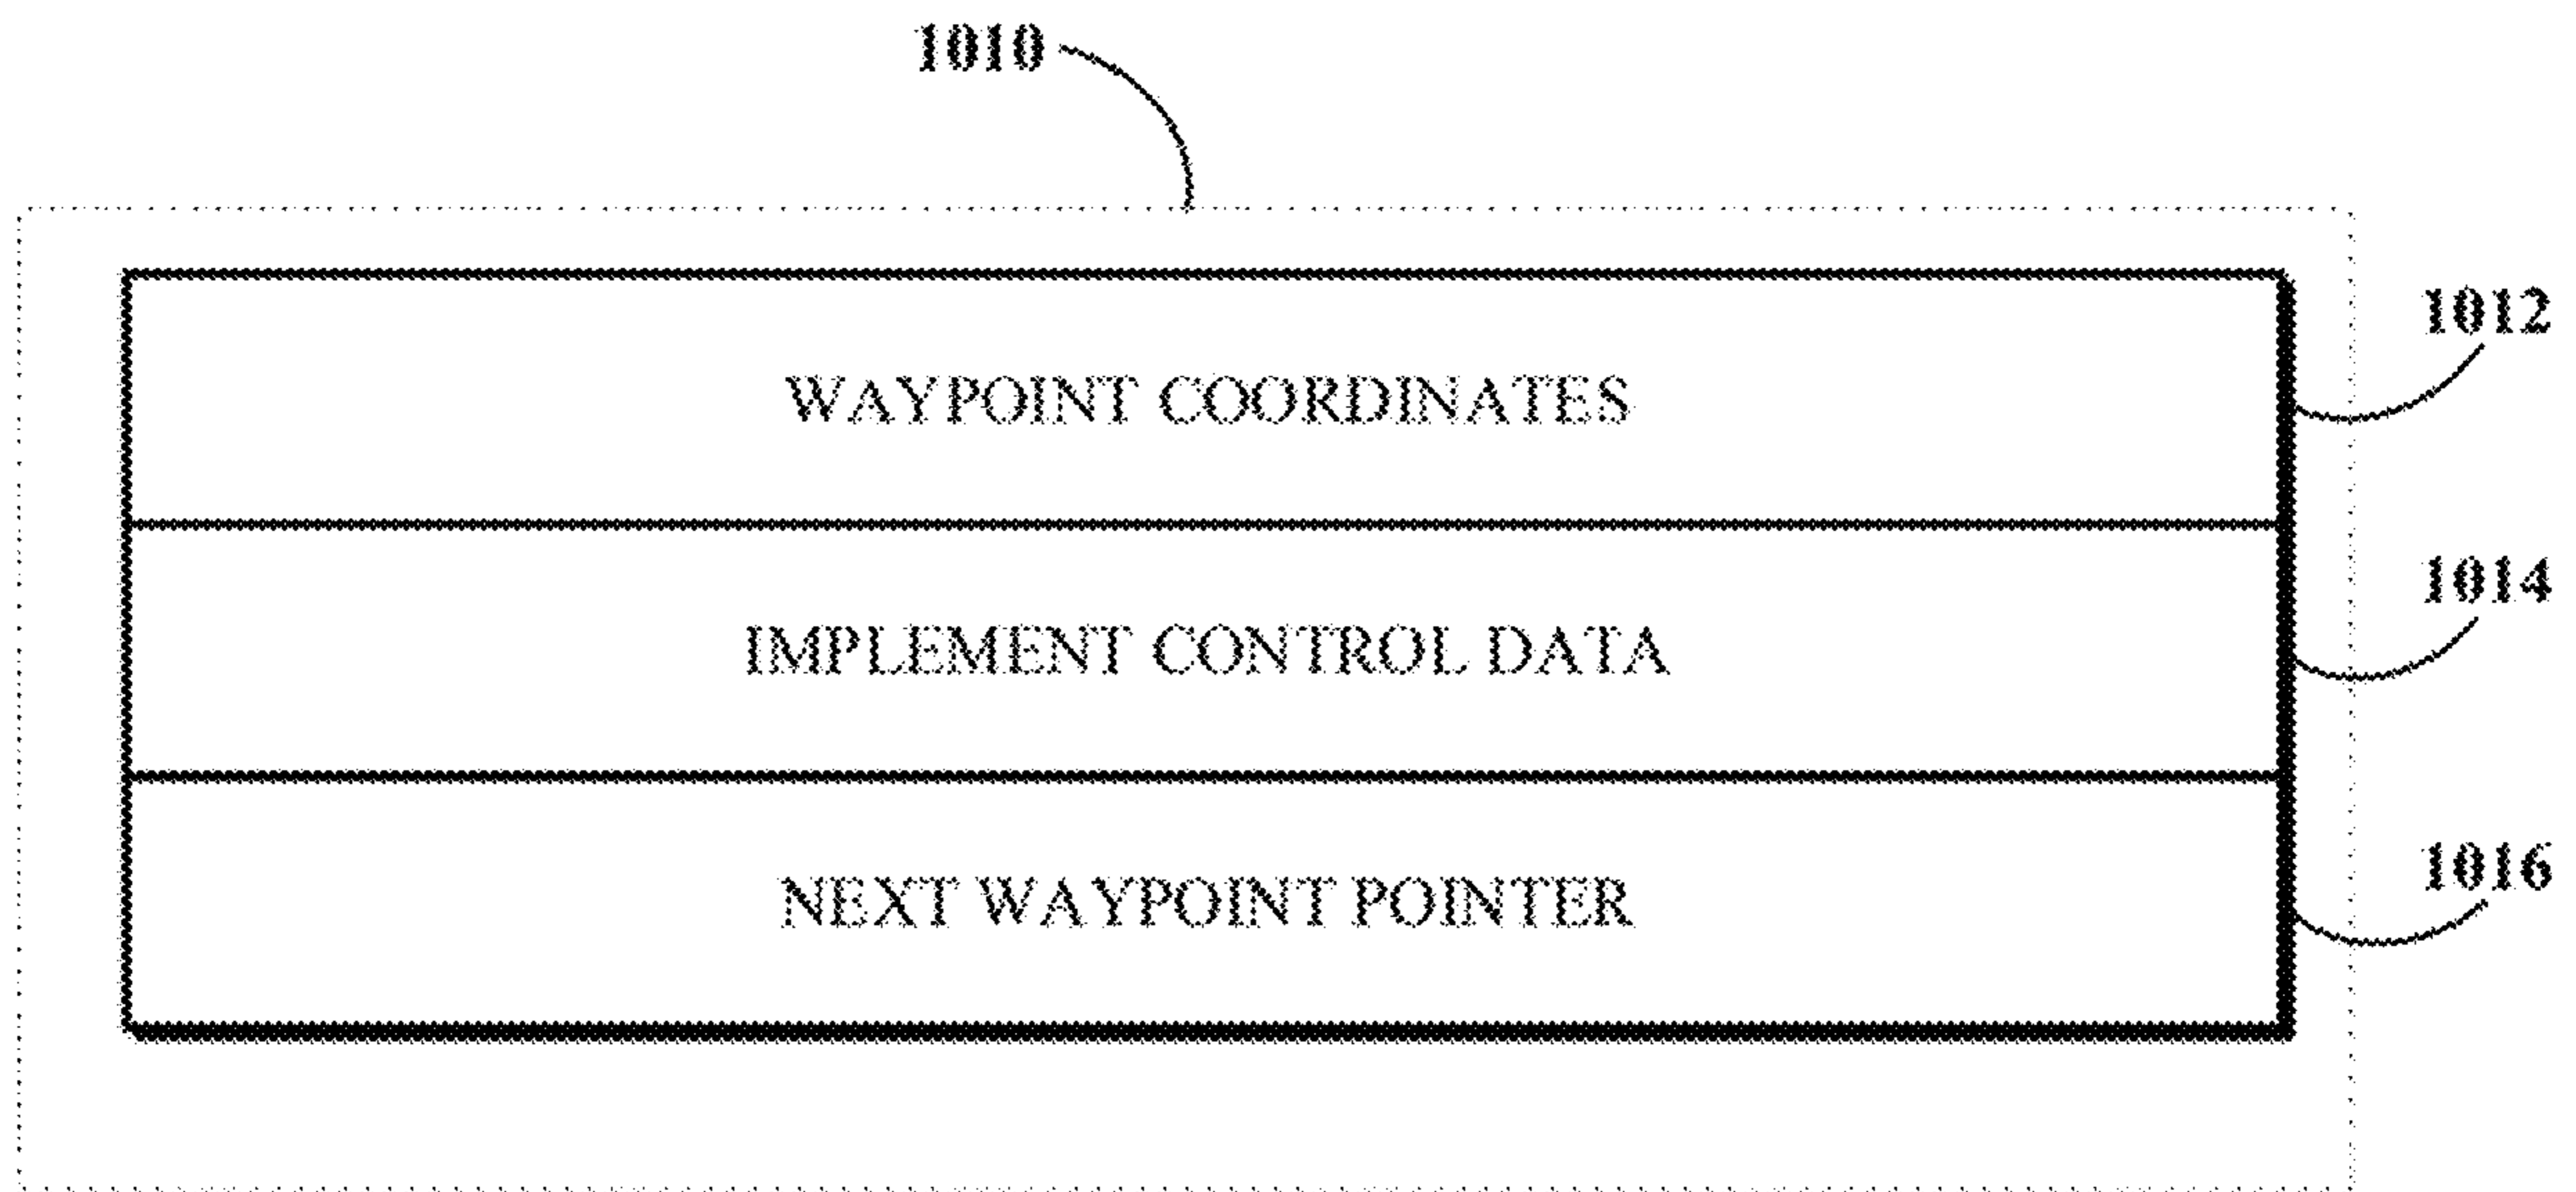 1010
1012
WAYPOINT COORDINATES
1014
IMPLEMENT CONTROL DATA
1016
NEXT WAYPOINT POINTER